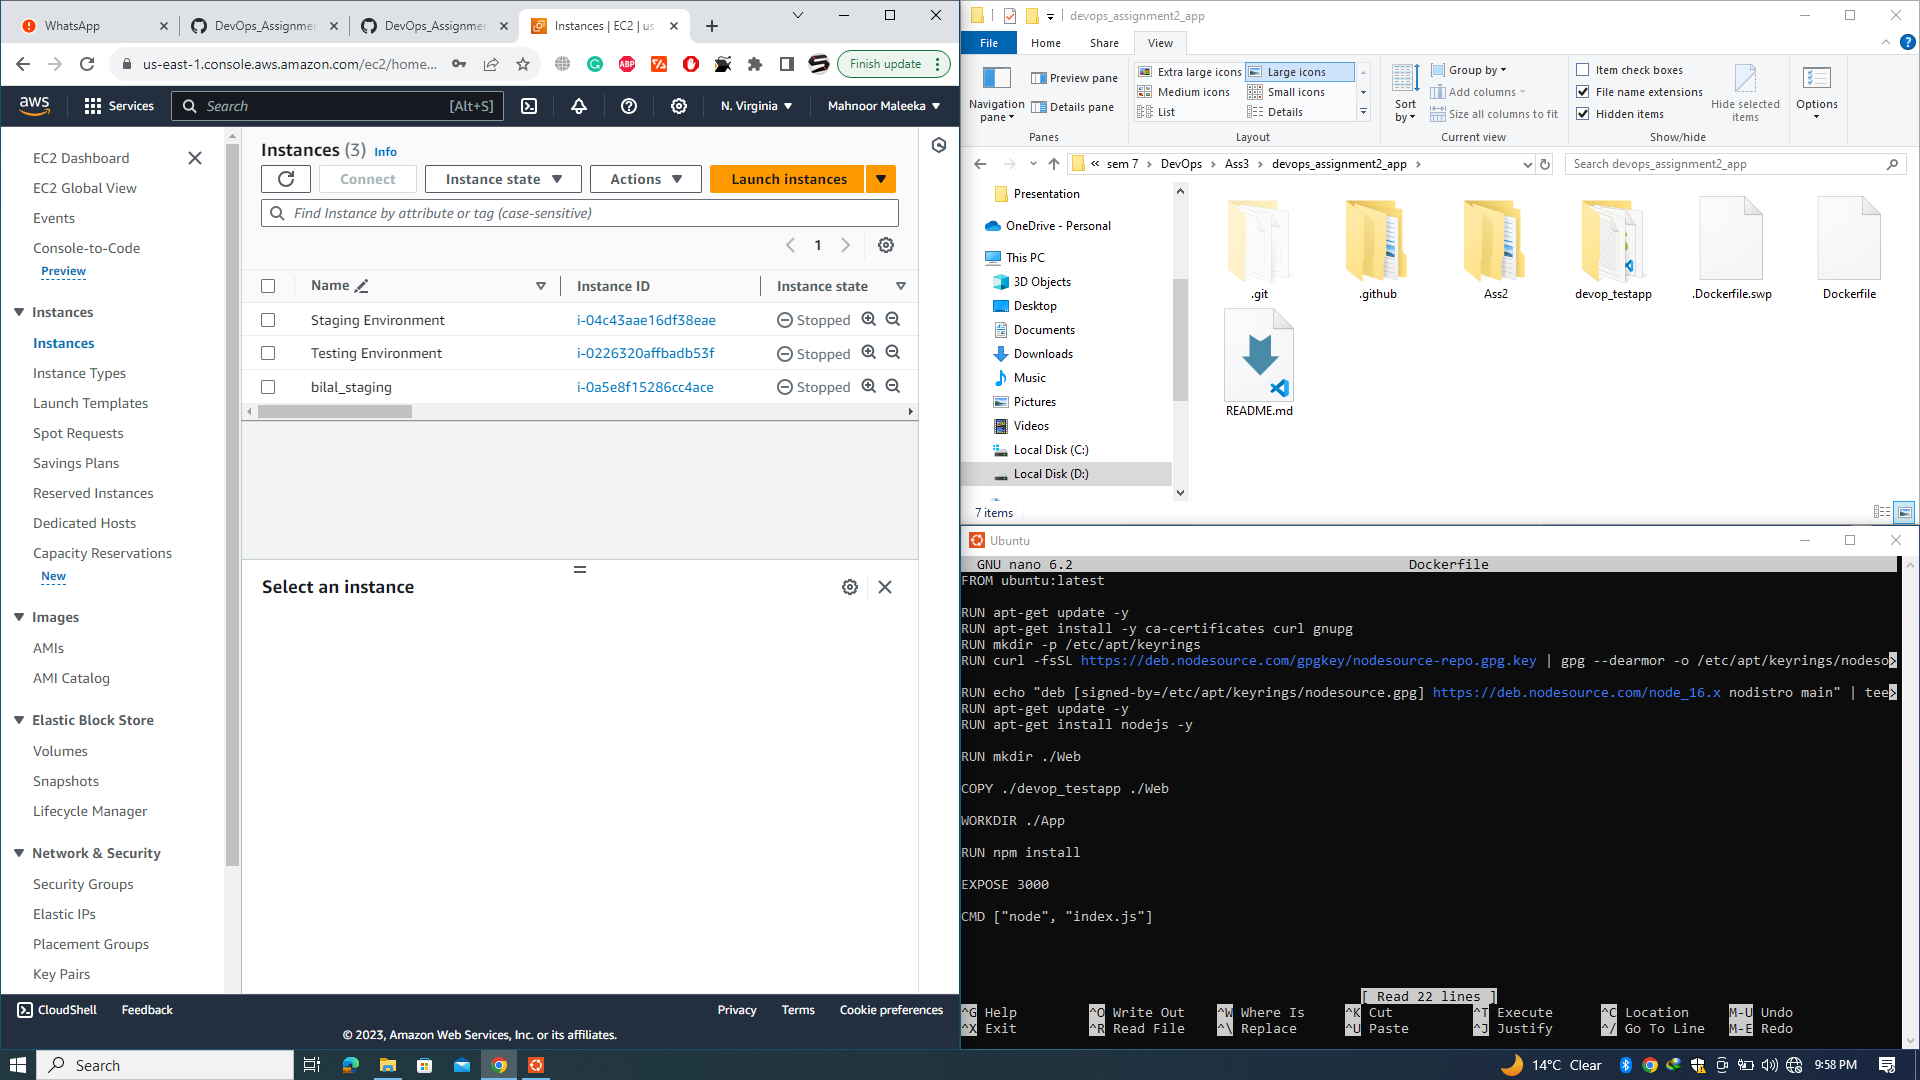 WhatsApp
DevOps_Assignmen
DevOps_Assignmen
Instances | EC2 | us
us-east-1.console.aws.amazon.com/ec2/home...
ABP
Finish update
aws
Services
Search
[Alt+S]
N. Virginia
Mahnoor Maleeka
EC2 Dashboard
EC2 Global View
Events
Console-to-Code
Preview
Instances
Instances
Instance Types
Launch Templates
Spot Requests
Savings Plans
Reserved Instances
Dedicated Hosts
Capacity Reservations
New
Images
AMIs
AMI Catalog
Elastic Block Store
Volumes
Snapshots
Lifecycle Manager
Network & Security
Security Groups
Elastic IPs
Placement Groups
Key Pairs
Instances (3) Info
Connect
Instance state
Actions
Launch instances
Find Instance by attribute or tag (case-sensitive)
1
Name
Instance ID
Instance state
Staging Environment i-04c43aae16df38eae Stopped
Testing Environment i-0226320affbadb53f Stopped
bilal_staging i-0a5e8f15286cc4ace Stopped
Select an instance
CloudShell
Feedback
Privacy
Terms
Cookie preferences
© 2023, Amazon Web Services, Inc. or its affiliates.
devops_assignment2_app
File
Home
Share
View
Navigation pane
Preview pane
Details pane
Panes
Extra large icons
Large icons
Medium icons
Small icons
List
Details
Layout
Sort by
Group by
Add columns
Size all columns to fit
Current view
Item check boxes
File name extensions
Hidden items
Hide selected items
Show/hide
Options
« sem 7 › DevOps › Ass3 › devops_assignment2_app ›
Search devops_assignment2_app
Presentation
OneDrive - Personal
This PC
3D Objects
Desktop
Documents
Downloads
Music
Pictures
Videos
Local Disk (C:)
Local Disk (D:)
.git
.github
Ass2
devop_testapp
.Dockerfile.swp
Dockerfile
README.md
7 items
Ubuntu
GNU nano 6.2 Dockerfile
FROM ubuntu:latest
RUN apt-get update -y
RUN apt-get install -y ca-certificates curl gnupg
RUN mkdir -p /etc/apt/keyrings
RUN curl -fsSL https://deb.nodesource.com/gpgkey/nodesource-repo.gpg.key | gpg --dearmor -o /etc/apt/keyrings/nodeso>
RUN echo "deb [signed-by=/etc/apt/keyrings/nodesource.gpg] https://deb.nodesource.com/node_16.x nodistro main" | tee>
RUN apt-get update -y
RUN apt-get install nodejs -y
RUN mkdir ./Web
COPY ./devop_testapp ./Web
WORKDIR ./App
RUN npm install
EXPOSE 3000
CMD ["node", "index.js"]
[ Read 22 lines ]
^G Help ^O Write Out ^W Where Is ^K Cut ^T Execute ^C Location M-U Undo
^X Exit ^R Read File ^\ Replace ^U Paste ^J Justify ^/ Go To Line M-E Redo
Search
14°C Clear
9:58 PM